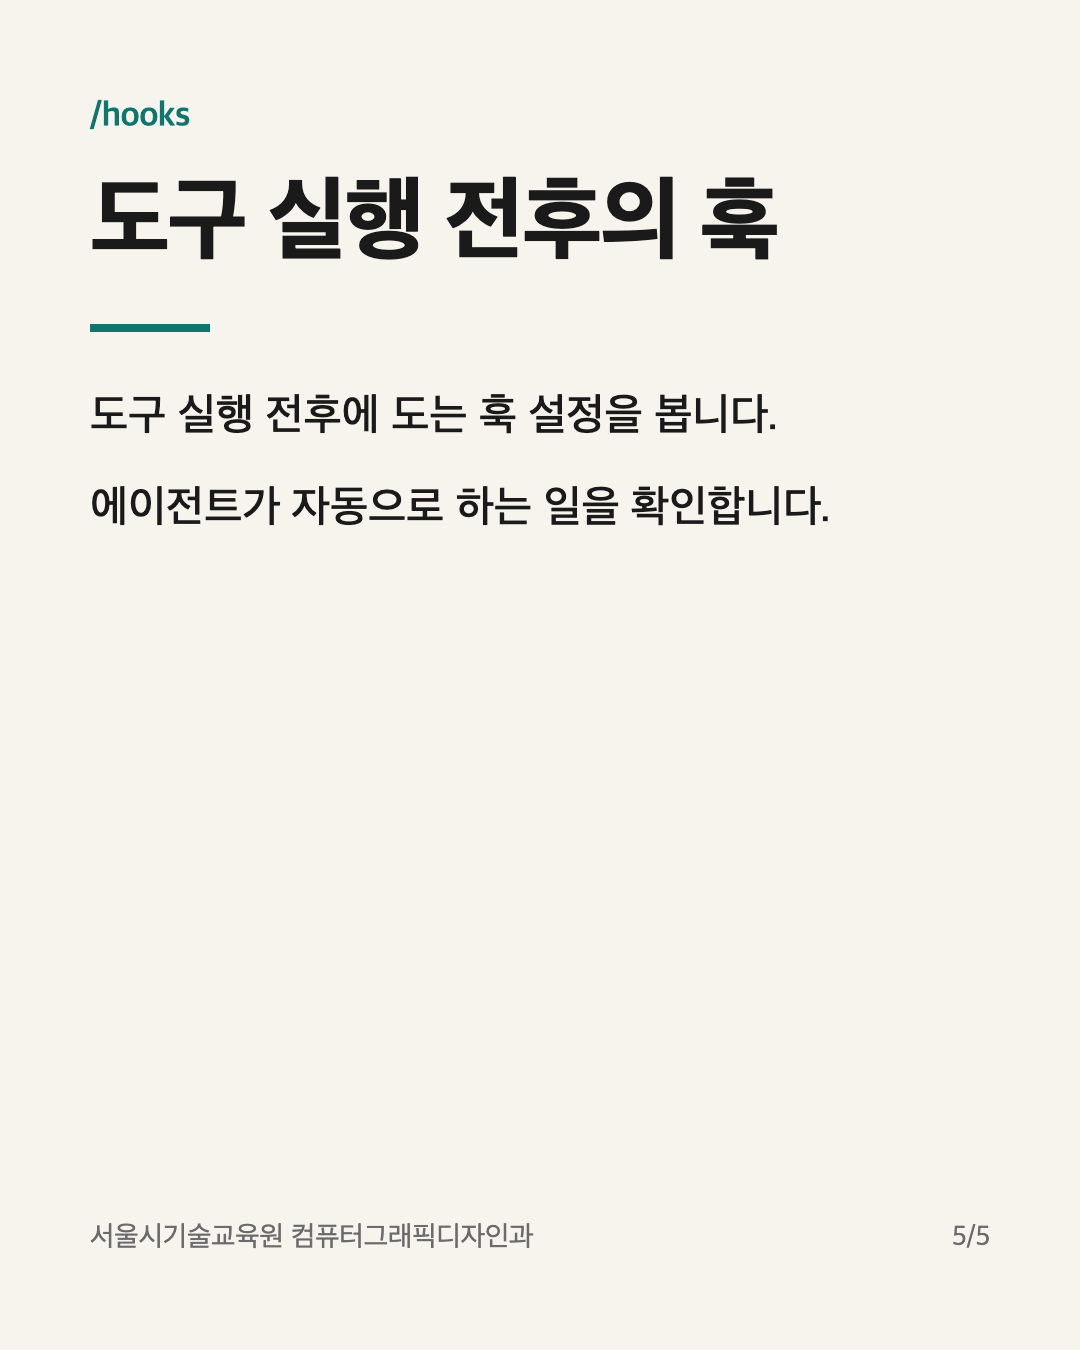 /hooks
도구 실행 전후의 훅
도구 실행 전후에 도는 훅 설정을 봅니다.
에이전트가 자동으로 하는 일을 확인합니다.
서울시기술교육원 컴퓨터그래픽디자인과
5/5